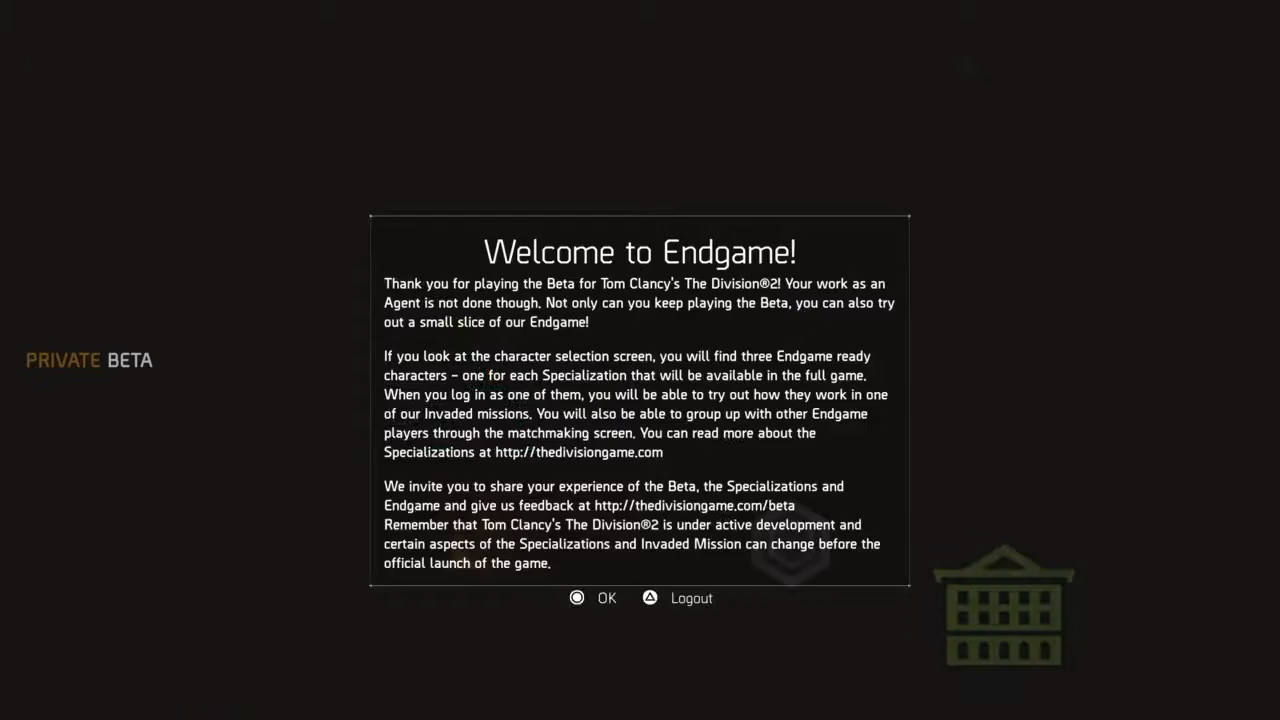 Welcome to Endgame!
Thank you for playing the Beta for Tom Clancy's The Division®2! Your work as an
Agent is not done though. Not only can you keep playing the Beta, you can also try
out a small slice of our Endgame!
If you look at the character selection screen, you will find three Endgame ready
characters – one for each Specialization that will be available in the full game.
When you log in as one of them, you will be able to try out how they work in one
of our Invaded missions. You will also be able to group up with other Endgame
players through the matchmaking screen. You can read more about the
Specializations at http://thedivisiongame.com
We invite you to share your experience of the Beta, the Specializations and
Endgame and give us feedback at http://thedivisiongame.com/beta
Remember that Tom Clancy's The Division®2 is under active development and
certain aspects of the Specializations and Invaded Mission can change before the
official launch of the game.
PRIVATE BETA
OK Logout